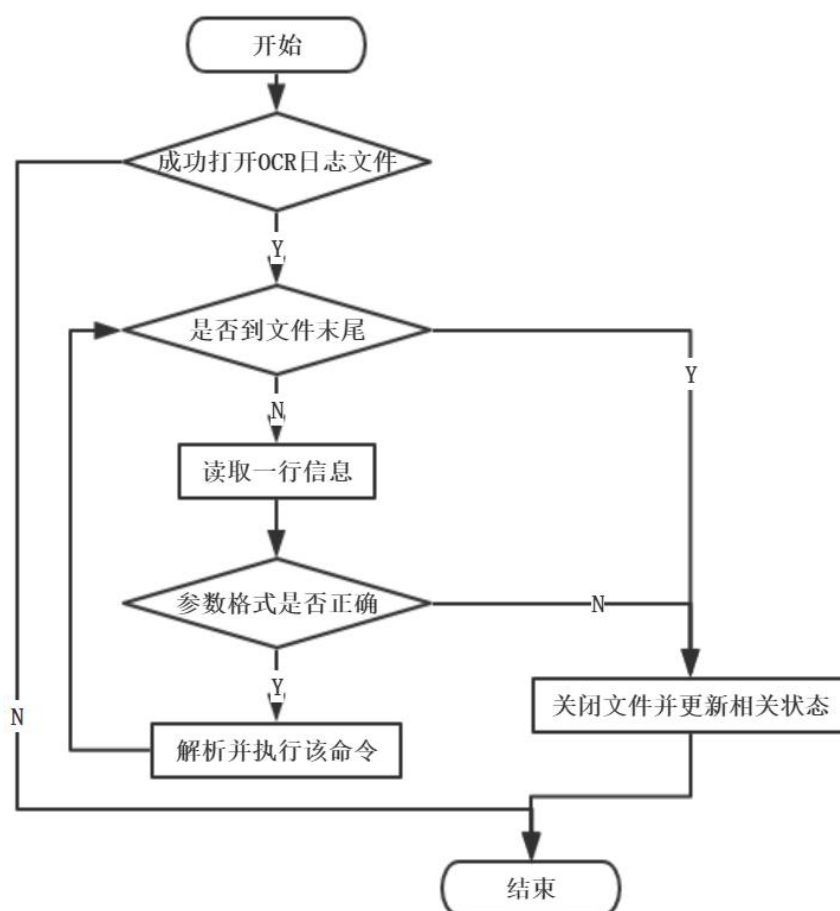 开始
成功打开OCR日志文件
Y
是否到文件末尾
Y
N
读取一行信息
参数格式是否正确
N
Y
关闭文件并更新相关状态
N
解析并执行该命令
结束